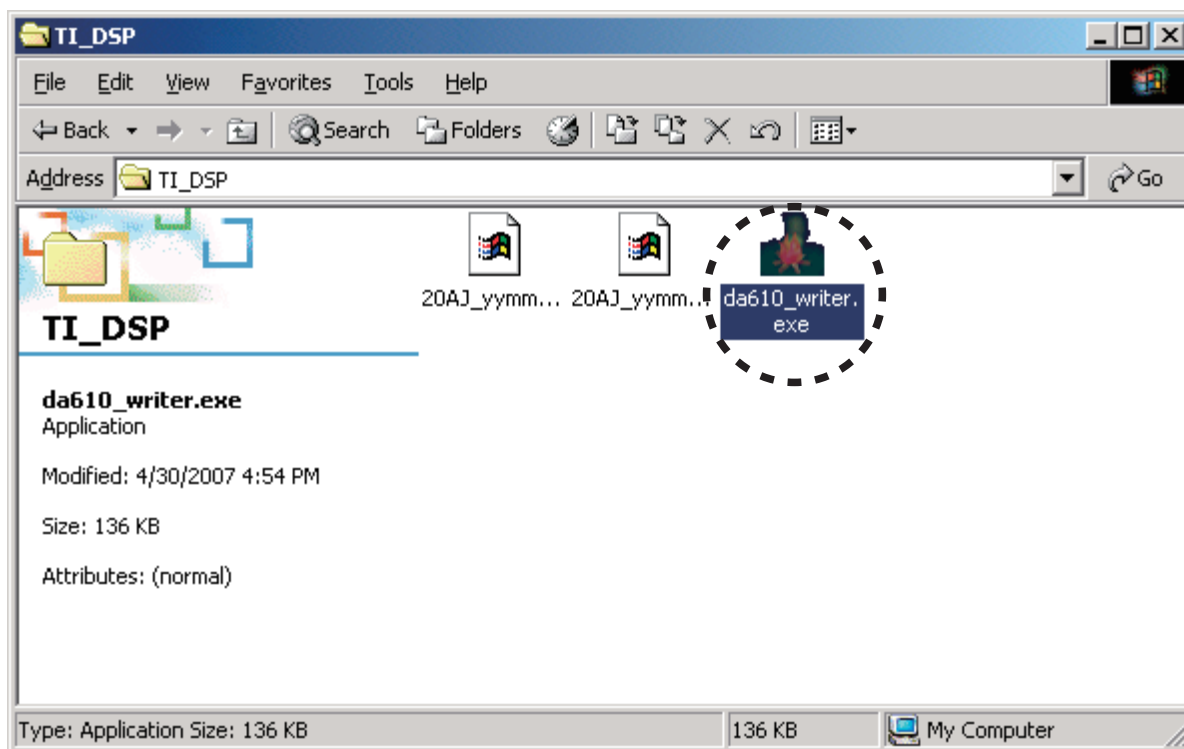 TI_DSP
File Edit View Favorites Tools Help
Back Search Folders
Address TI_DSP Go
20AJ_yymm... 20AJ_yymm... da610_writer.
exe
TI_DSP
da610_writer.exe
Application
Modified: 4/30/2007 4:54 PM
Size: 136 KB
Attributes: (normal)
Type: Application Size: 136 KB 136 KB My Computer